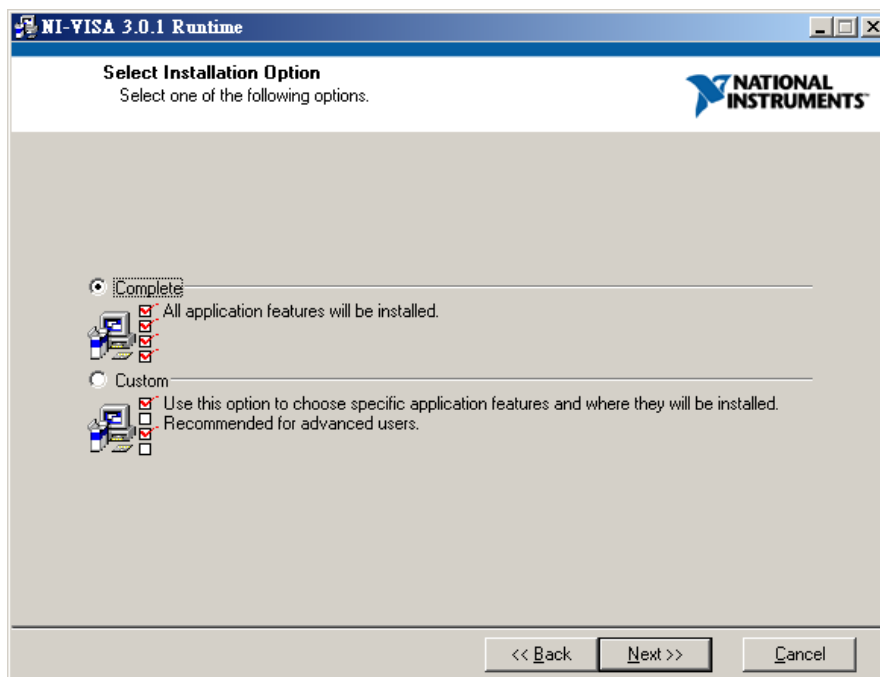 NI-VISA 3.0.1 Runtime
Select Installation Option
Select one of the following options.
NATIONAL
INSTRUMENTS™
Complete
All application features will be installed.
Custom
Use this option to choose specific application features and where they will be installed.
Recommended for advanced users.
<< Back
Next >>
Cancel